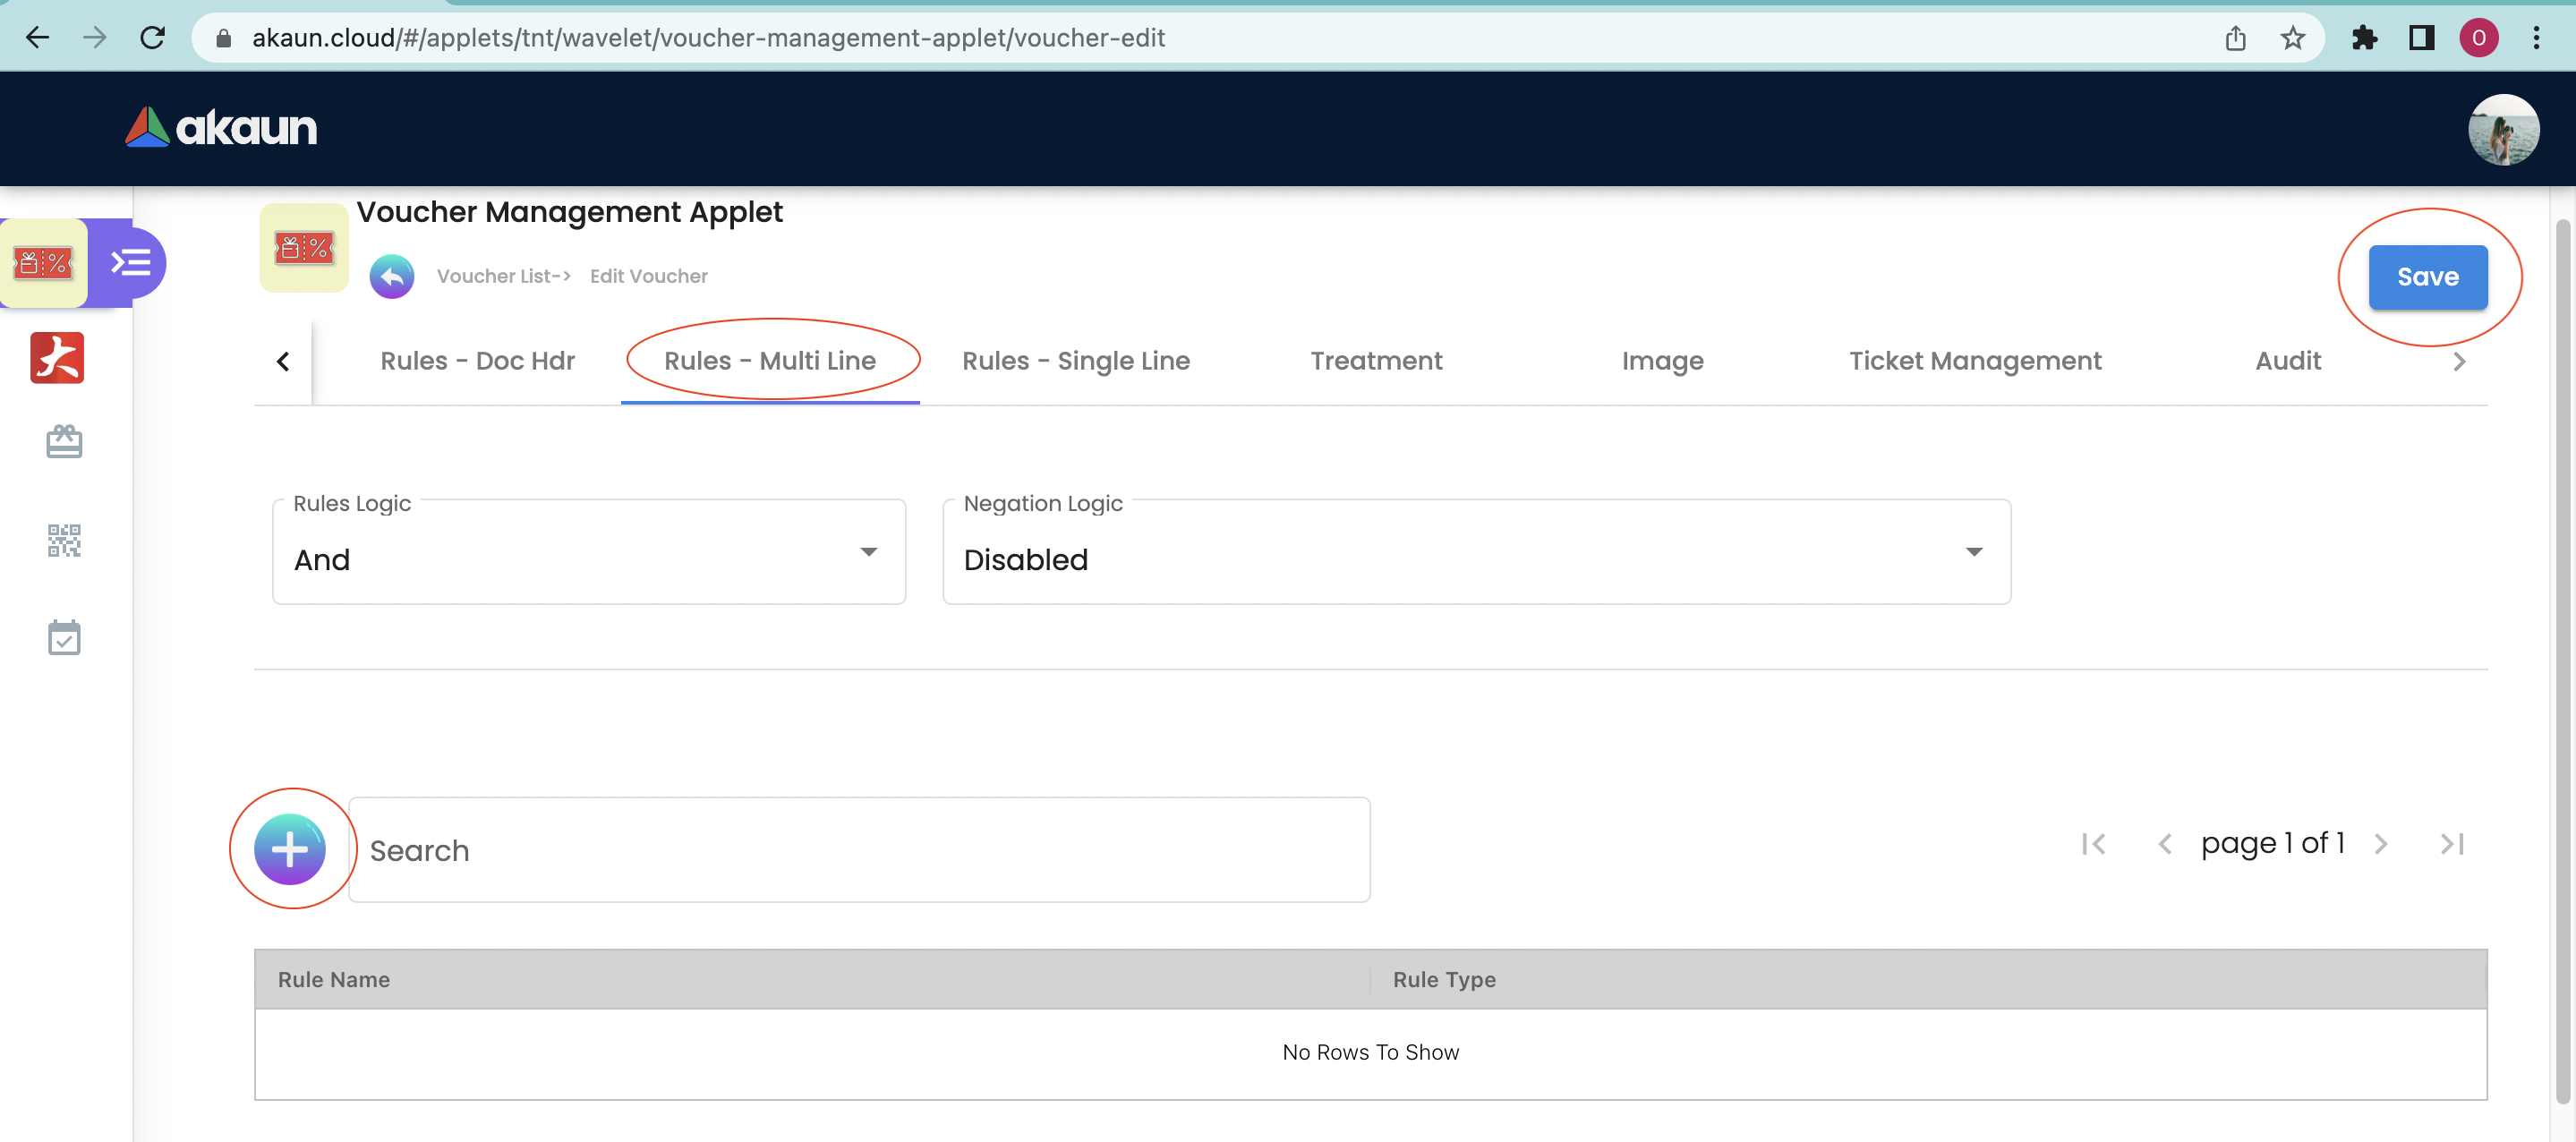 akaun.cloud/#/applets/tnt/wavelet/voucher-management-applet/voucher-edit
O
akaun
Voucher Management Applet
Voucher List-> Edit Voucher
Save
Rules - Doc Hdr
Rules - Multi Line
Rules - Single Line
Treatment
Image
Ticket Management
Audit
Rules Logic
And
Negation Logic
Disabled
Search
page 1 of 1
Rule Name
Rule Type
No Rows To Show